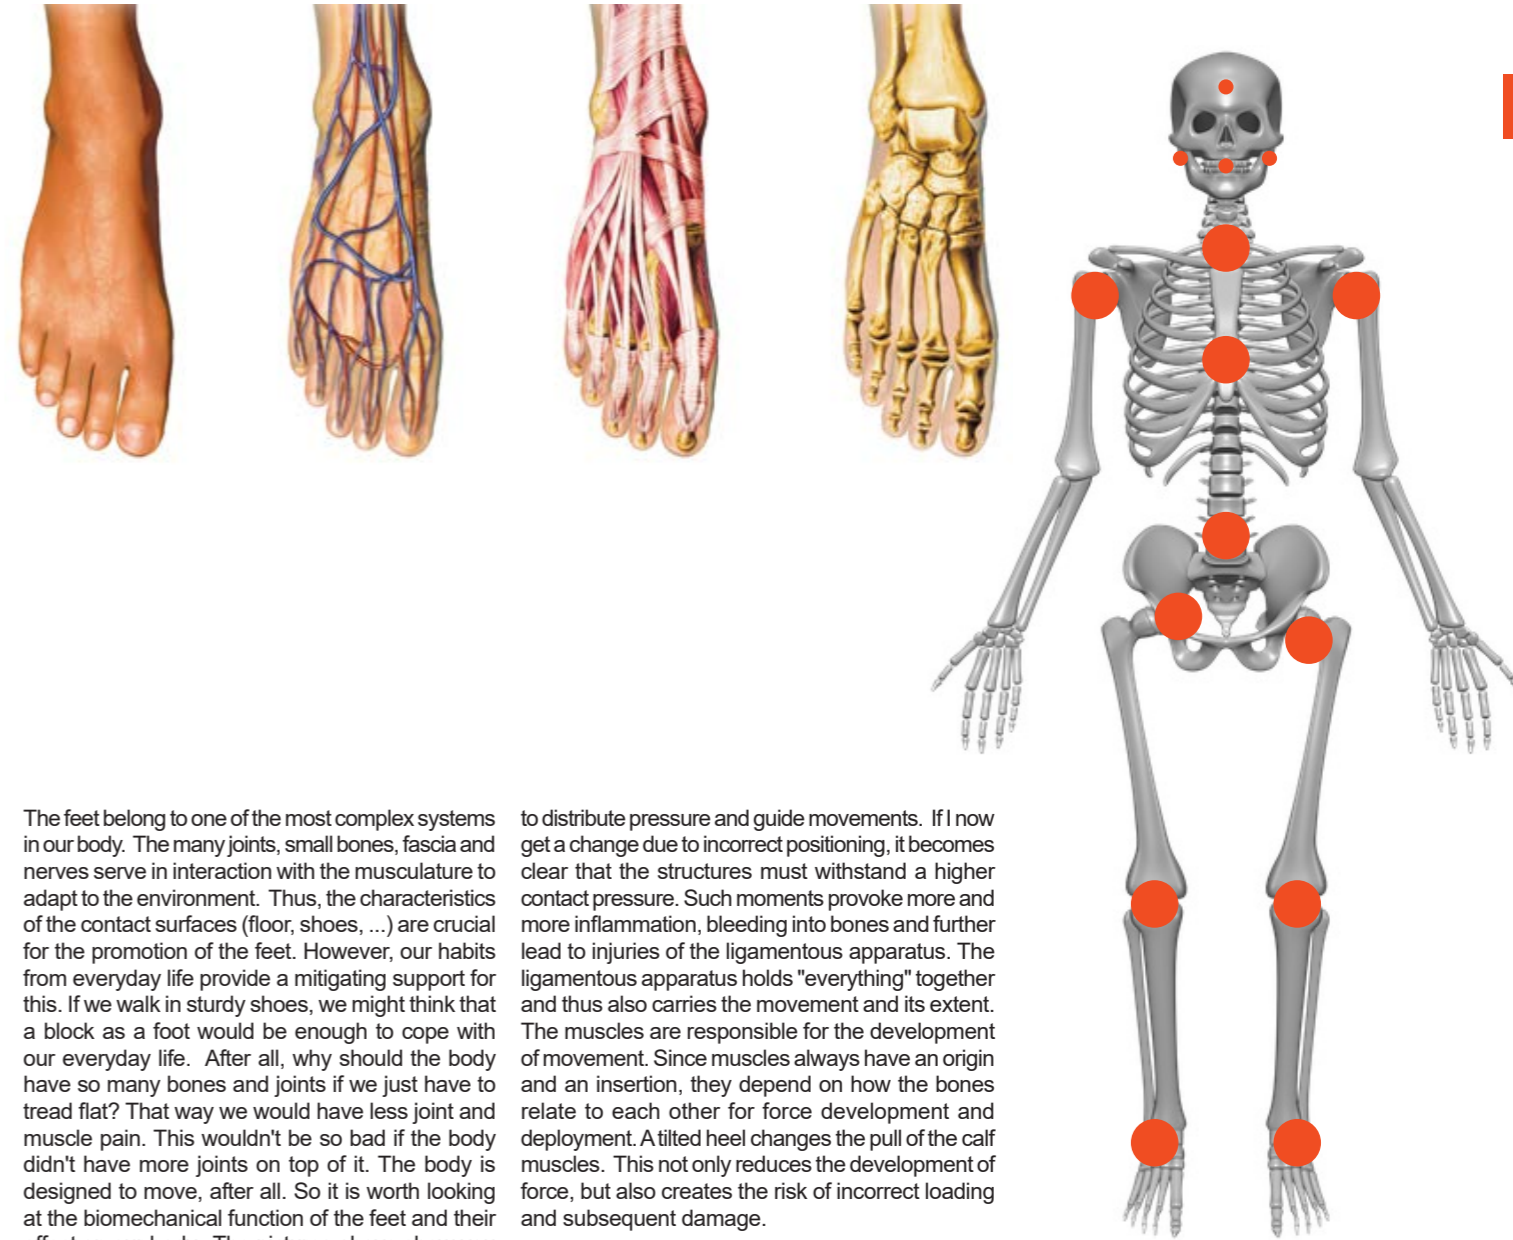 The feet belong to one of the most complex systems
in our body. The many joints, small bones, fascia and
nerves serve in interaction with the musculature to
adapt to the environment. Thus, the characteristics
of the contact surfaces (floor, shoes, ...) are crucial
for the promotion of the feet. However, our habits
from everyday life provide a mitigating support for
this. If we walk in sturdy shoes, we might think that
a block as a foot would be enough to cope with
our everyday life. After all, why should the body
have so many bones and joints if we just have to
tread flat? That way we would have less joint and
muscle pain. This wouldn't be so bad if the body
didn't have more joints on top of it. The body is
designed to move, after all. So it is worth looking
at the biomechanical function of the feet and their
to distribute pressure and guide movements. If I now
get a change due to incorrect positioning, it becomes
clear that the structures must withstand a higher
contact pressure. Such moments provoke more and
more inflammation, bleeding into bones and further
lead to injuries of the ligamentous apparatus. The
ligamentous apparatus holds "everything" together
and thus also carries the movement and its extent.
The muscles are responsible for the development
of movement. Since muscles always have an origin
and an insertion, they depend on how the bones
relate to each other for force development and
deployment. A tilted heel changes the pull of the calf
muscles. This not only reduces the development of
force, but also creates the risk of incorrect loading
and subsequent damage.